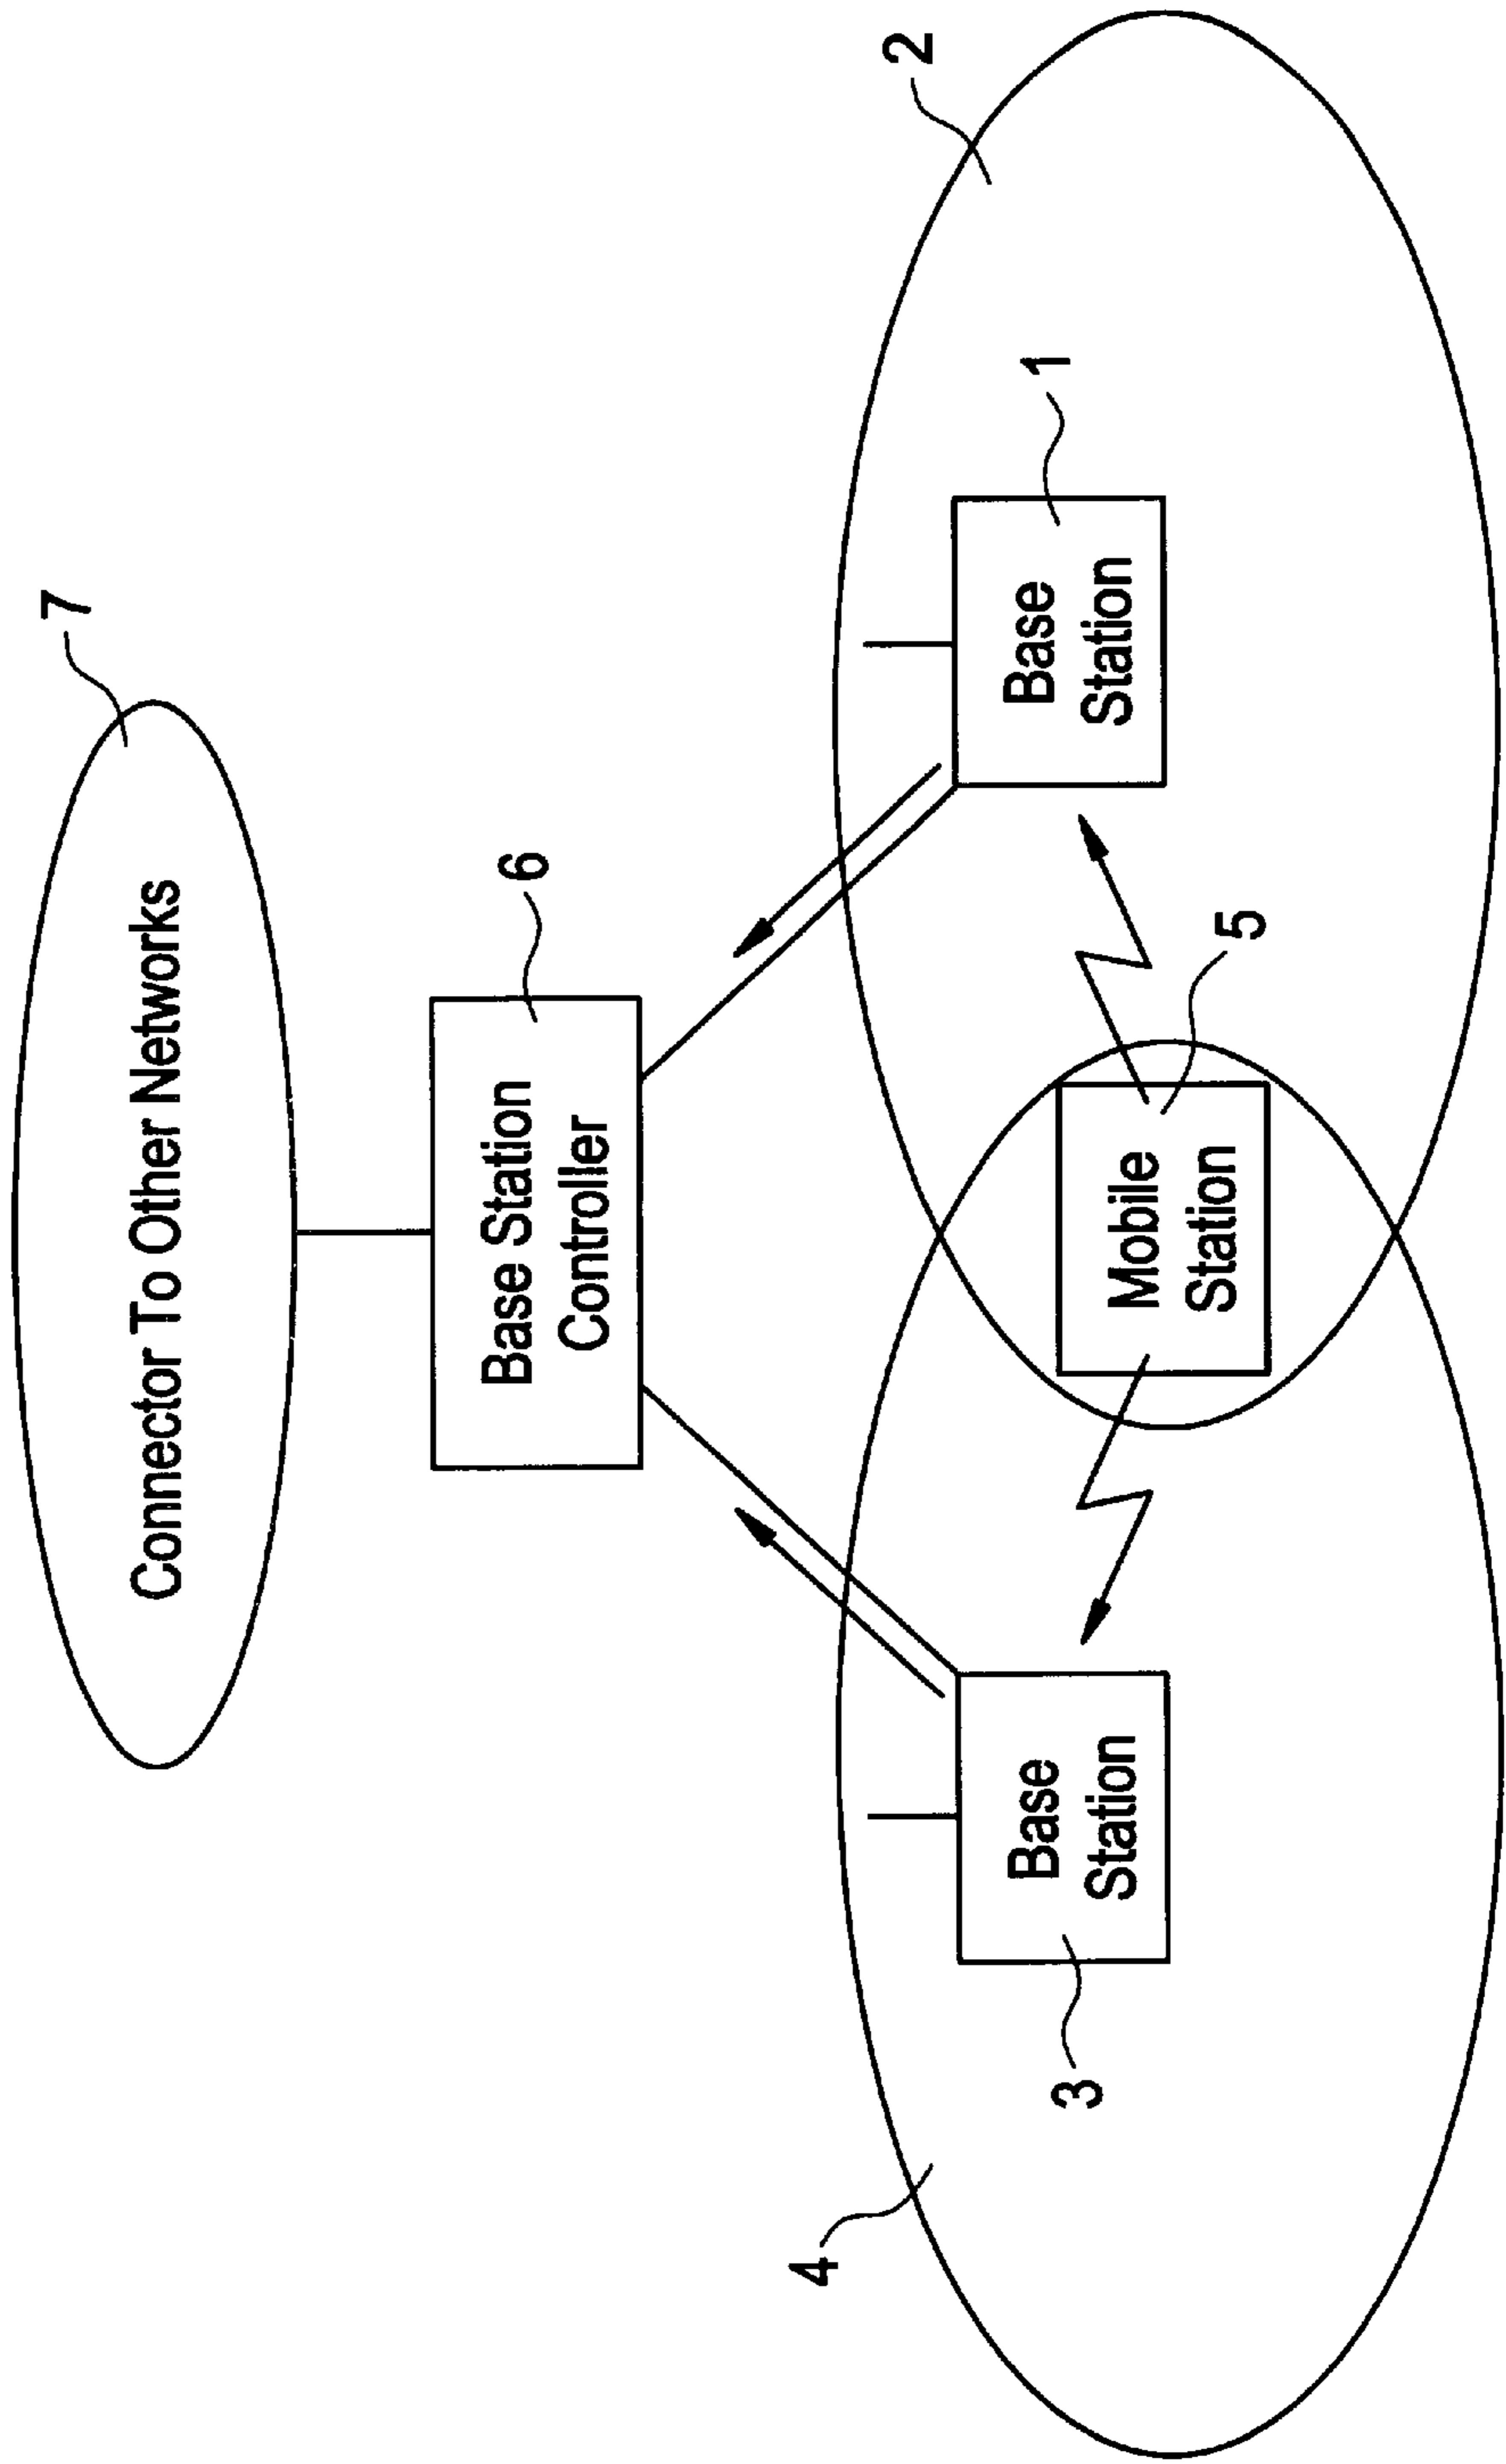 Connector To Other Networks
7
Base Station
Controller
6
2
4
Base
Station
3
Mobile
Station
5
Base
Station
1